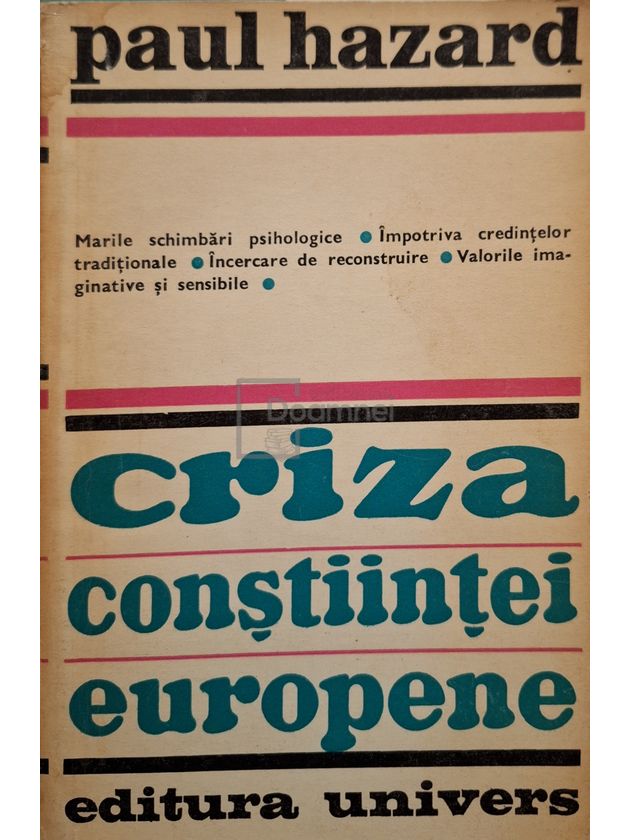 paul hazard
Marile schimbări psihologice ● Împotriva credințelor
tradiționale ● Încercare de reconstruire ● Valorile ima-
ginative și sensibile ●
Dogmnei
criza
conștiinței
europene
editura univers